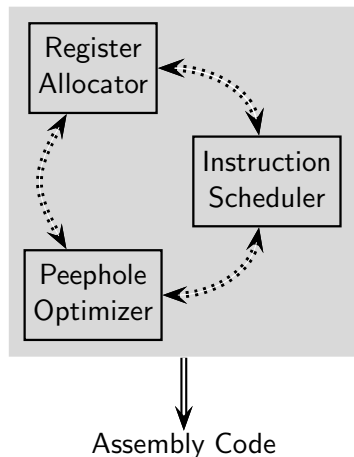 Register
Allocator
Instruction
Scheduler
Peephole
Optimizer
Assembly Code